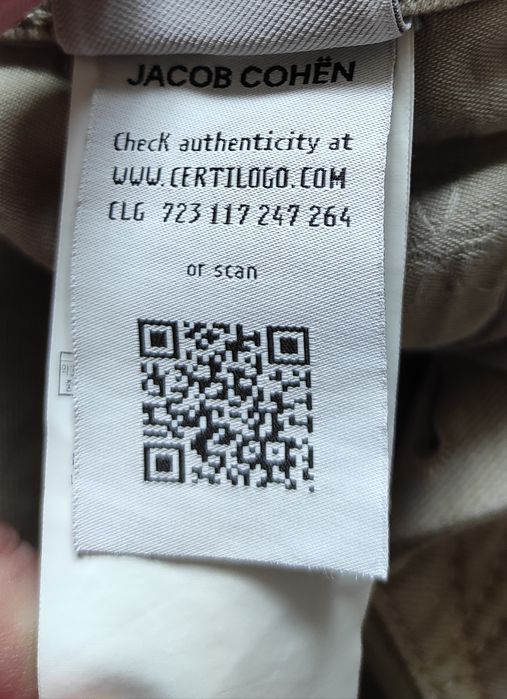 JACOB COHËN
Check authenticity at
WWW.CERTILOGO.COM
CLG 723 117 247 264
or scan